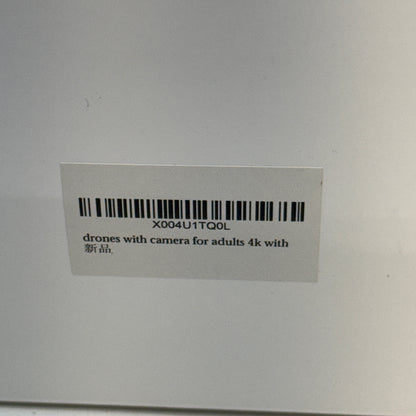 X004U1TQ0L
drones with camera for adults 4k with
新品